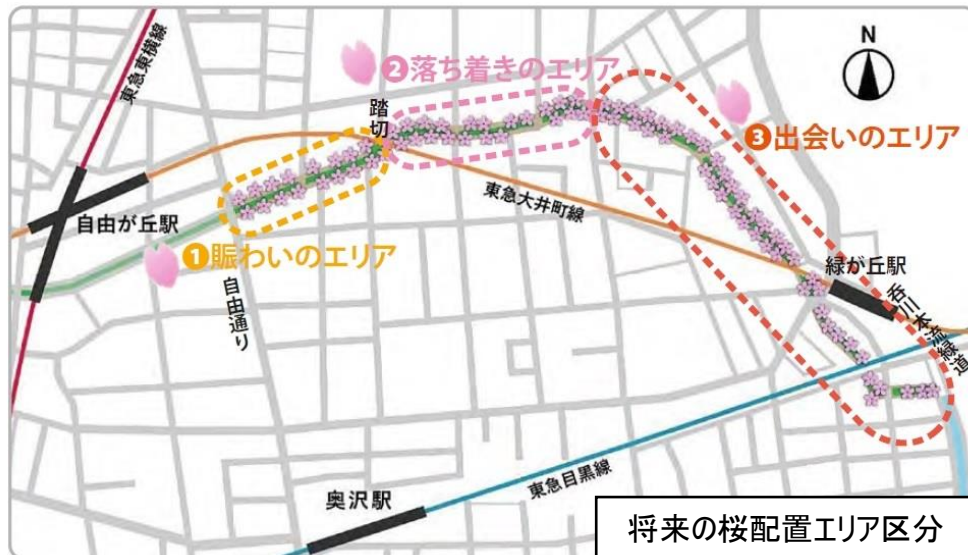 東急東横線
❷落ち着きのエリア
N
踏切
❸出会いのエリア
自由が丘駅
東急大井町線
❶賑わいのエリア
緑が丘駅
自由通り
呑川本流緑道
奥沢駅
東急目黒線
将来の桜配置エリア区分